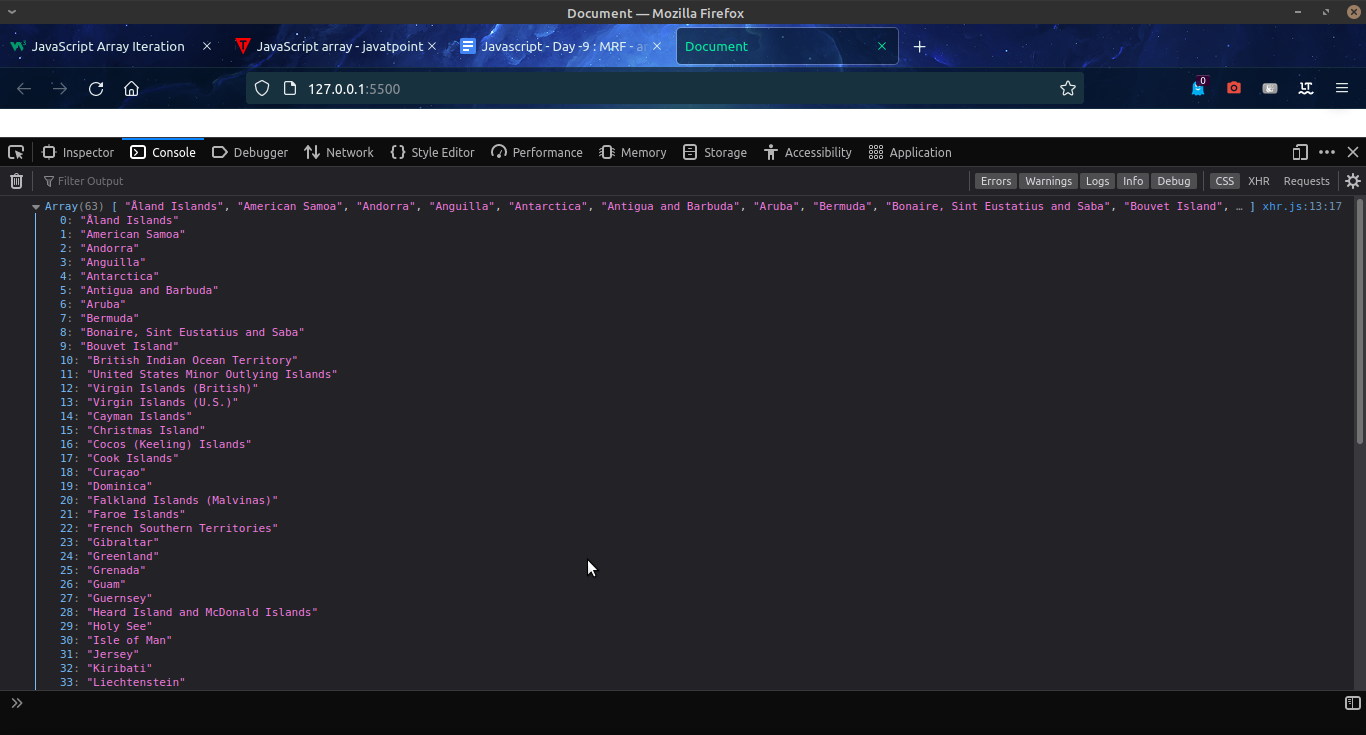 Document — Mozilla Firefox
JavaScript Array Iteration
JavaScript array - javatpoint
Javascript - Day -9 : MRF - ar
Document
127.0.0.1:5500
0
Inspector Console Debugger Network Style Editor Performance Memory Storage Accessibility Application
Filter Output Errors Warnings Logs Info Debug CSS XHR Requests
Array(63) [ "Åland Islands", "American Samoa", "Andorra", "Anguilla", "Antarctica", "Antigua and Barbuda", "Aruba", "Bermuda", "Bonaire, Sint Eustatius and Saba", "Bouvet Island", … ] xhr.js:13:17
0: "Åland Islands"
1: "American Samoa"
2: "Andorra"
3: "Anguilla"
4: "Antarctica"
5: "Antigua and Barbuda"
6: "Aruba"
7: "Bermuda"
8: "Bonaire, Sint Eustatius and Saba"
9: "Bouvet Island"
10: "British Indian Ocean Territory"
11: "United States Minor Outlying Islands"
12: "Virgin Islands (British)"
13: "Virgin Islands (U.S.)"
14: "Cayman Islands"
15: "Christmas Island"
16: "Cocos (Keeling) Islands"
17: "Cook Islands"
18: "Curaçao"
19: "Dominica"
20: "Falkland Islands (Malvinas)"
21: "Faroe Islands"
22: "French Southern Territories"
23: "Gibraltar"
24: "Greenland"
25: "Grenada"
26: "Guam"
27: "Guernsey"
28: "Heard Island and McDonald Islands"
29: "Holy See"
30: "Isle of Man"
31: "Jersey"
32: "Kiribati"
33: "Liechtenstein"